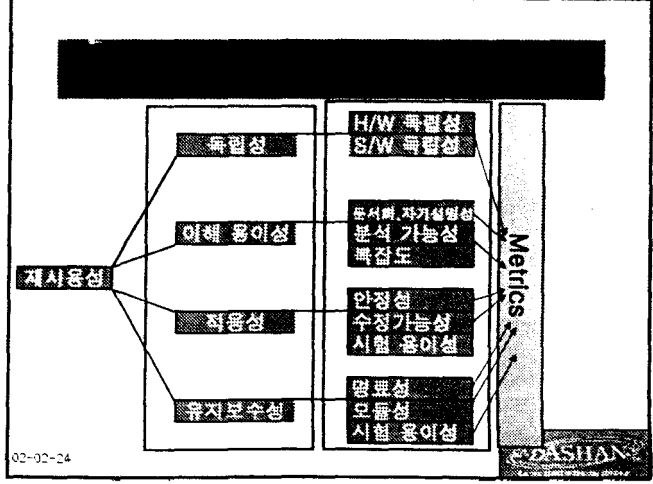 재사용성
독립성
이해 용이성
적응성
유지보수성
H/W 독립성
S/W 독립성
문서화, 자기설명성
분석 가능성
복잡도
안정성
수정가능성
시험 용이성
명료성
모듈성
시험 용이성
Metrics
02-02-24